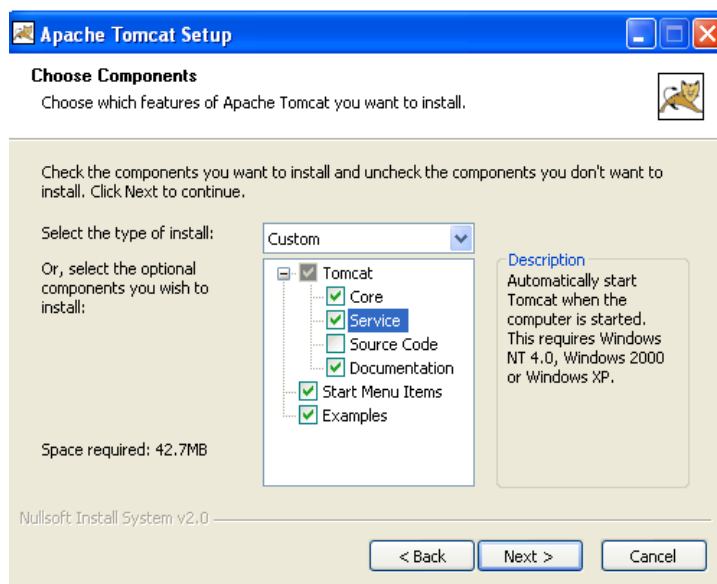 Apache Tomcat Setup
Choose Components
Choose which features of Apache Tomcat you want to install.
Check the components you want to install and uncheck the components you don't want to
install. Click Next to continue.
Select the type of install:
Custom
Or, select the optional
components you wish to
install:
Tomcat
Core
Service
Source Code
Documentation
Start Menu Items
Examples
Description
Automatically start
Tomcat when the
computer is started.
This requires Windows
NT 4.0, Windows 2000
or Windows XP.
Space required: 42.7MB
Nullsoft Install System v2.0
< Back
Next >
Cancel